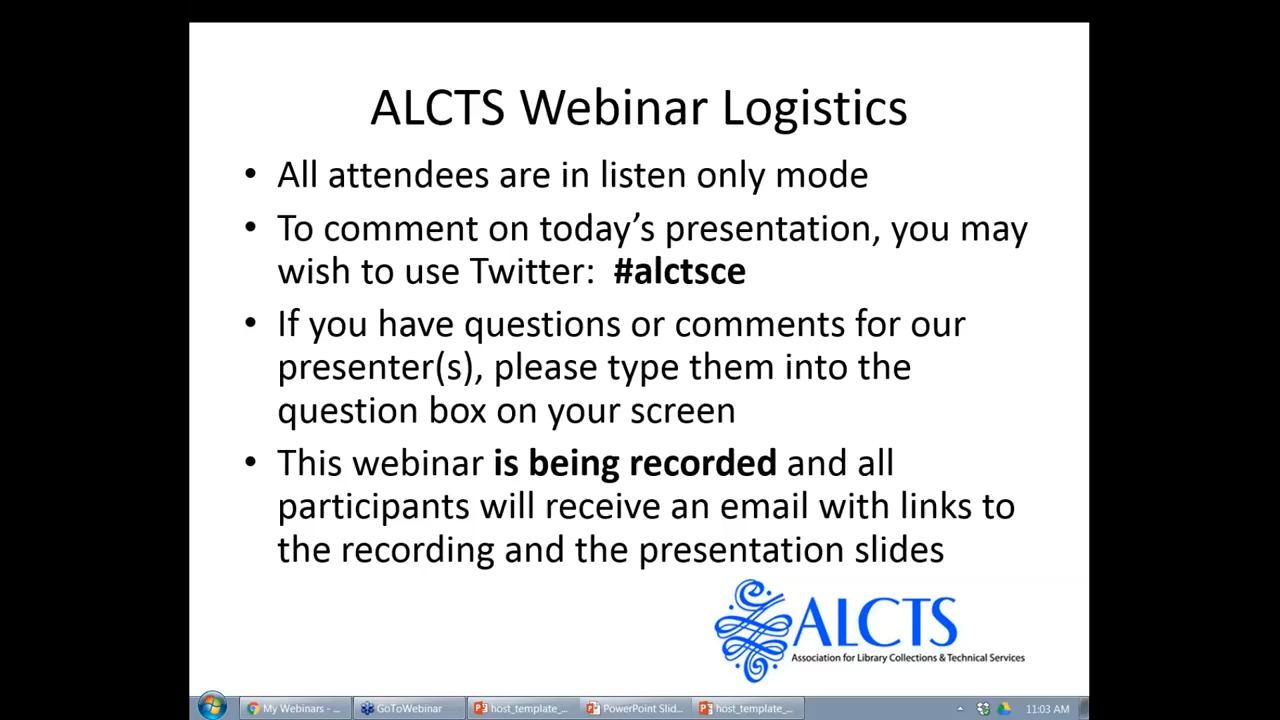 ALCTS Webinar Logistics
• All attendees are in listen only mode
• To comment on today’s presentation, you may
wish to use Twitter: #alctsce
• If you have questions or comments for our
presenter(s), please type them into the
question box on your screen
• This webinar is being recorded and all
participants will receive an email with links to
the recording and the presentation slides
ALCTS
Association for Library Collections & Technical Services
My Webinars - ... GoToWebinar host_template_... PowerPoint Slid... host_template_... 11:03 AM